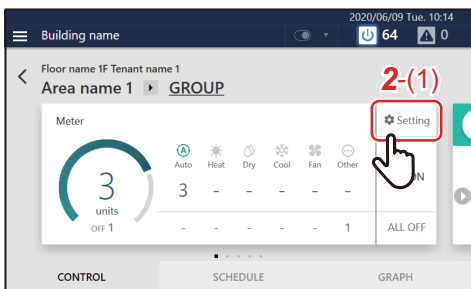 2020/06/09 Tue. 10:14
Building name 64 0
Floor name 1F Tenant name 1
Area name 1 GROUP
2-(1)
Meter Setting
A
Auto Heat Dry Cool Fan Other
3 - - - - -
3
units
OFF 1
- - - - - 1 ALL OFF
CONTROL SCHEDULE GRAPH